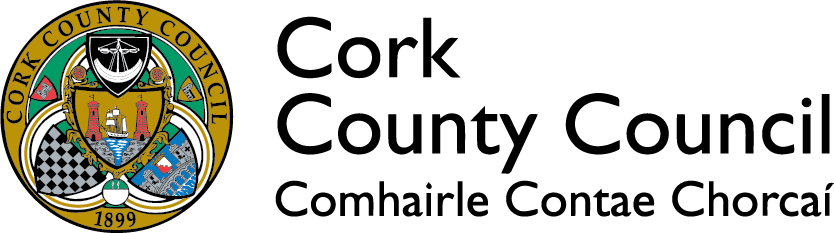 CORK COUNTY COUNCIL
1899
Cork
County Council
Comhairle Contae Chorcaí